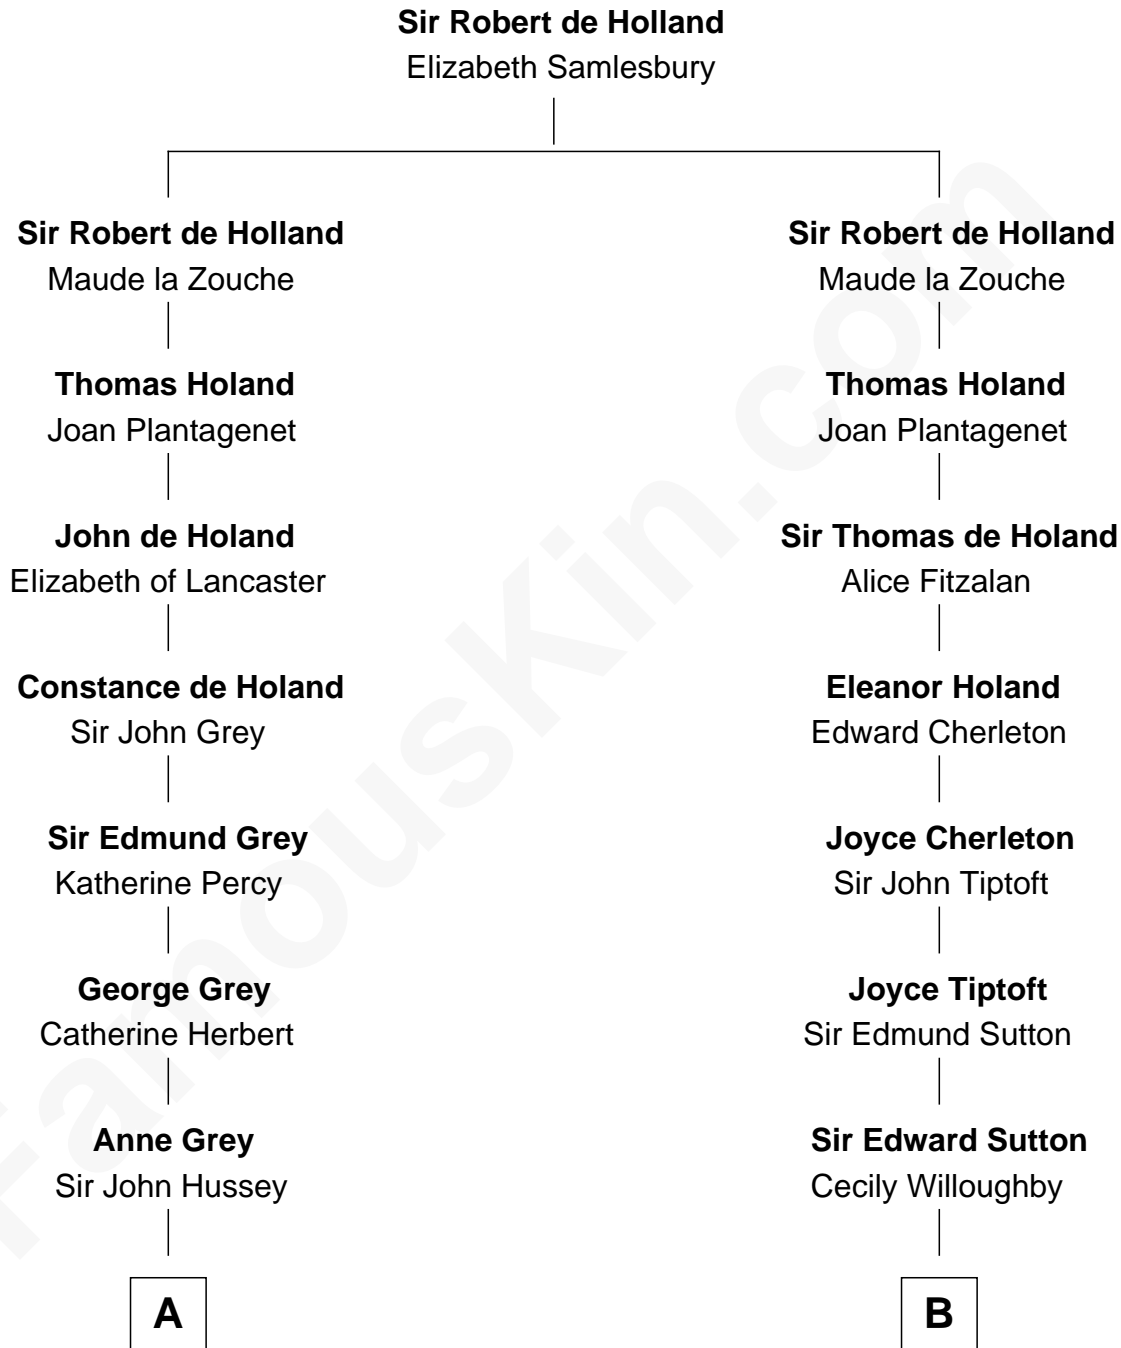 Sir Robert de Holland
Elizabeth Samlesbury
Sir Robert de Holland
Maude la Zouche
Thomas Holand
Joan Plantagenet
John de Holand
Elizabeth of Lancaster
Constance de Holand
Sir John Grey
Sir Edmund Grey
Katherine Percy
George Grey
Catherine Herbert
Anne Grey
Sir John Hussey
A
Sir Robert de Holland
Maude la Zouche
Thomas Holand
Joan Plantagenet
Sir Thomas de Holand
Alice Fitzalan
Eleanor Holand
Edward Cherleton
Joyce Cherleton
Sir John Tiptoft
Joyce Tiptoft
Sir Edmund Sutton
Sir Edward Sutton
Cecily Willoughby
B
FamousKin.com